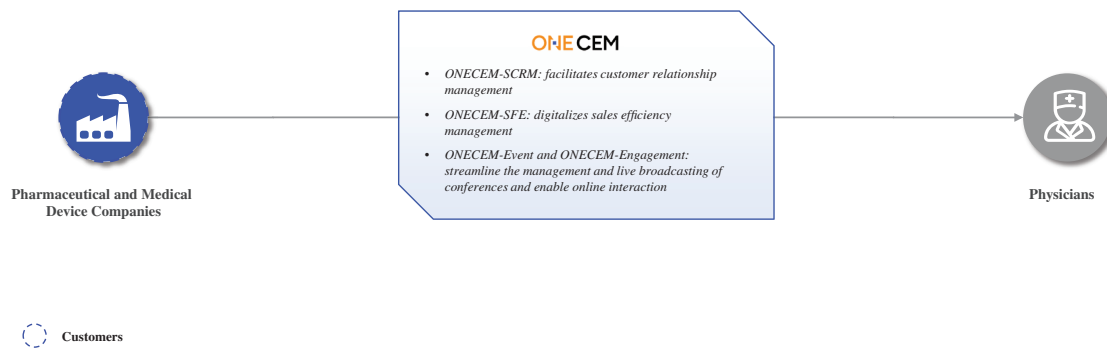 ONECEM
• ONECEM-SCRM: facilitates customer relationship
management
• ONECEM-SFE: digitalizes sales efficiency
management
• ONECEM-Event and ONECEM-Engagement:
streamline the management and live broadcasting of
conferences and enable online interaction
Pharmaceutical and Medical
Device Companies
Physicians
Customers